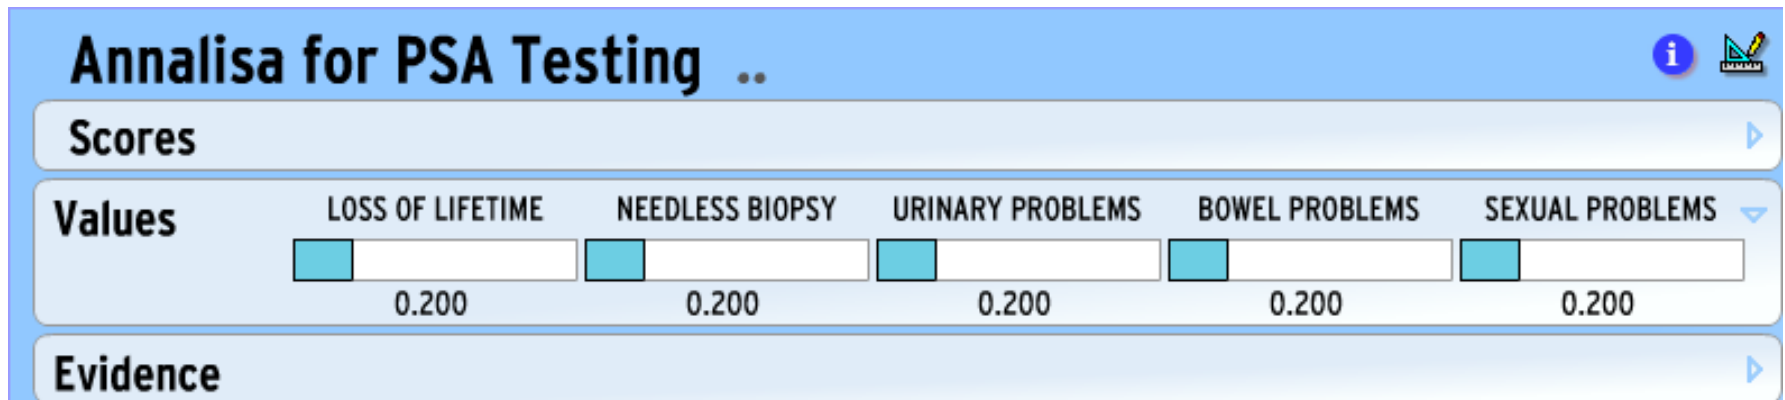 Annalisa for PSA Testing ..
i
Scores
Values
LOSS OF LIFETIME NEEDLESS BIOPSY URINARY PROBLEMS BOWEL PROBLEMS SEXUAL PROBLEMS
0.200 0.200 0.200 0.200 0.200
Evidence